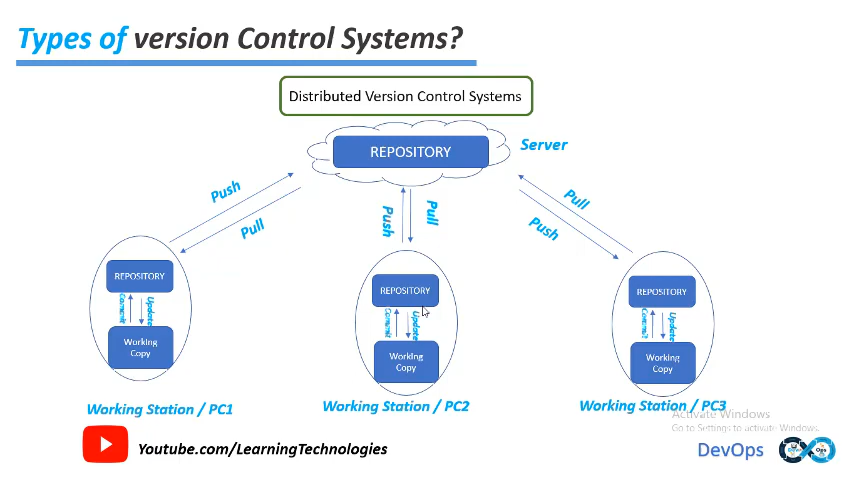 Types of version Control Systems?
Distributed Version Control Systems
REPOSITORY
Server
Push
Pull
Push
Pull
Pull
Push
REPOSITORY
Commit
Update
Working
Copy
REPOSITORY
Commit
Update
Working
Copy
REPOSITORY
Commit
Update
Working
Copy
Working Station / PC1
Working Station / PC2
Working Station / PC3
Activate Windows
Go to Settings to activate Windows.
Youtube.com/LearningTechnologies
DevOps
Dev
Ops